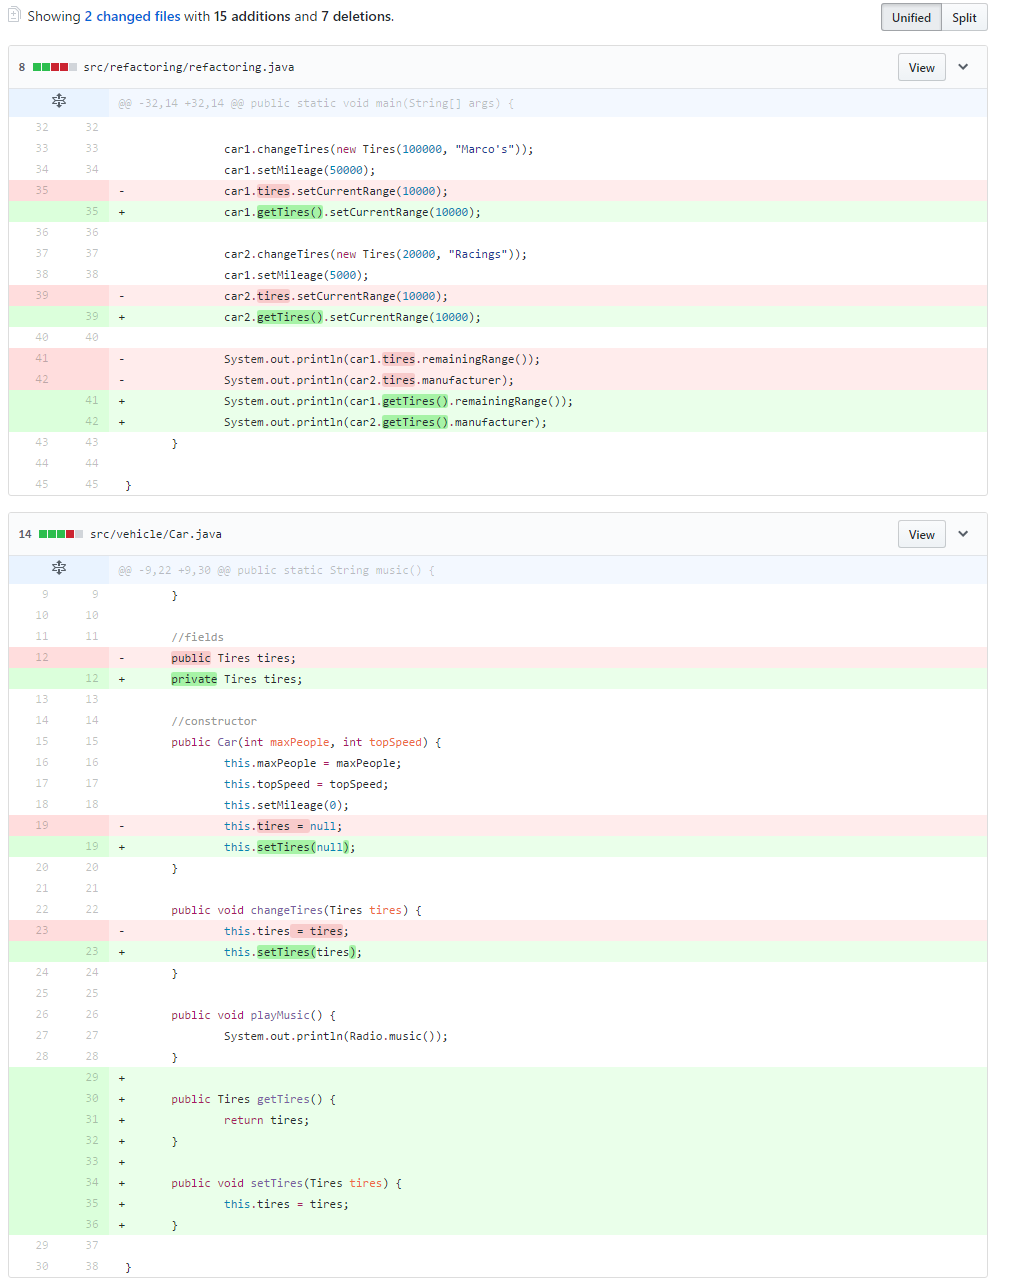 Showing 2 changed files with 15 additions and 7 deletions.
Unified Split
8 src/refactoring/refactoring.java View
@@ -32,14 +32,14 @@ public static void main(String[] args) {
32 32
33 33 car1.changeTires(new Tires(100000, "Marco's"));
34 34 car1.setMileage(50000);
35 - car1.tires.setCurrentRange(10000);
35 + car1.getTires().setCurrentRange(10000);
36 36
37 37 car2.changeTires(new Tires(20000, "Racings"));
38 38 car1.setMileage(5000);
39 - car2.tires.setCurrentRange(10000);
39 + car2.getTires().setCurrentRange(10000);
40 40
41 - System.out.println(car1.tires.remainingRange());
42 - System.out.println(car2.tires.manufacturer);
41 + System.out.println(car1.getTires().remainingRange());
42 + System.out.println(car2.getTires().manufacturer);
43 43 }
44 44
45 45 }
14 src/vehicle/Car.java View
@@ -9,22 +9,30 @@ public static String music() {
9 9 }
10 10
11 11 //fields
12 - public Tires tires;
12 + private Tires tires;
13 13
14 14 //constructor
15 15 public Car(int maxPeople, int topSpeed) {
16 16 this.maxPeople = maxPeople;
17 17 this.topSpeed = topSpeed;
18 18 this.setMileage(0);
19 - this.tires = null;
19 + this.setTires(null);
20 20 }
21 21
22 22 public void changeTires(Tires tires) {
23 - this.tires = tires;
23 + this.setTires(tires);
24 24 }
25 25
26 26 public void playMusic() {
27 27 System.out.println(Radio.music());
28 28 }
29 +
30 + public Tires getTires() {
31 + return tires;
32 + }
33 +
34 + public void setTires(Tires tires) {
35 + this.tires = tires;
36 + }
29 37
30 38 }